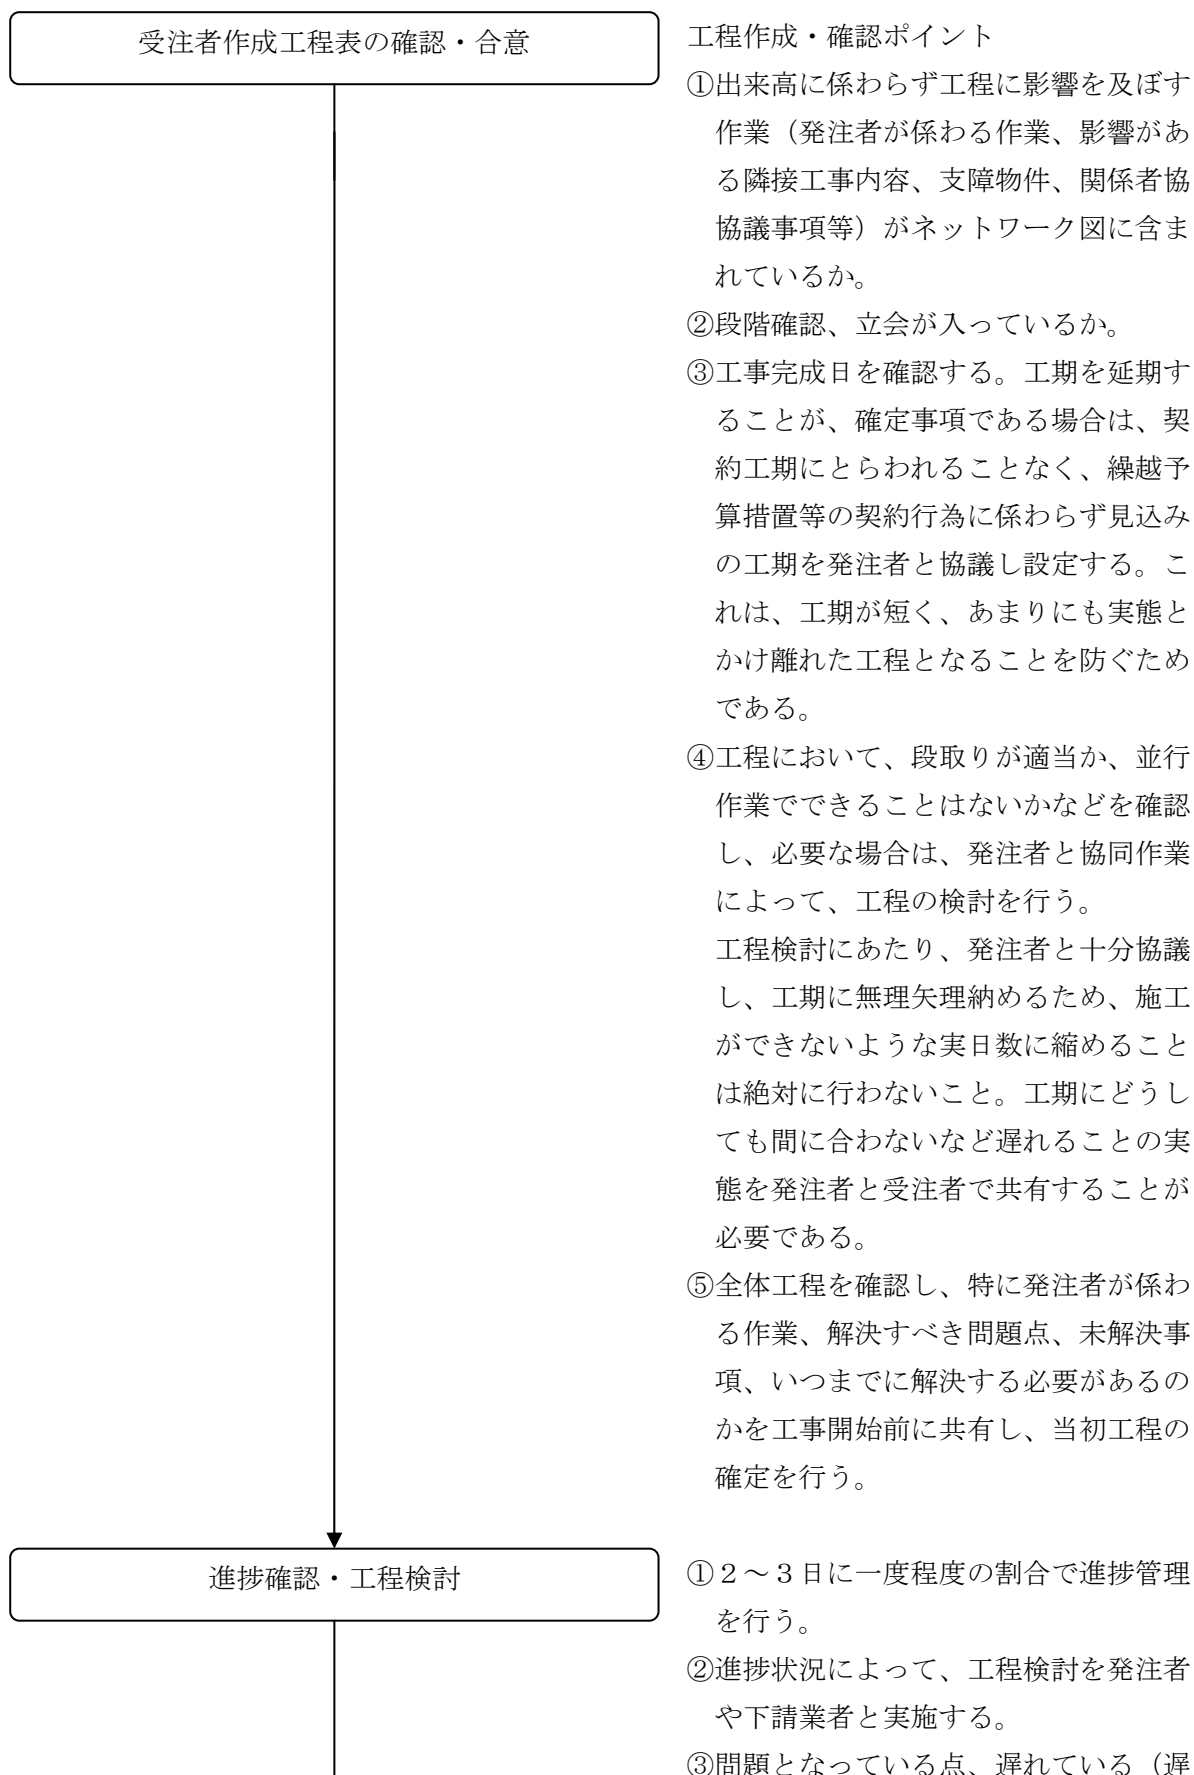 受注者作成工程表の確認・合意
工程作成・確認ポイント
①出来高に係わらず工程に影響を及ぼす
作業（発注者が係わる作業、影響があ
る隣接工事内容、支障物件、関係者協
協議事項等）がネットワーク図に含ま
れているか。
②段階確認、立会が入っているか。
③工事完成日を確認する。工期を延期す
ることが、確定事項である場合は、契
約工期にとらわれることなく、繰越予
算措置等の契約行為に係わらず見込み
の工期を発注者と協議し設定する。こ
れは、工期が短く、あまりにも実態と
かけ離れた工程となることを防ぐため
である。
④工程において、段取りが適当か、並行
作業でできることはないかなどを確認
し、必要な場合は、発注者と協同作業
によって、工程の検討を行う。
工程検討にあたり、発注者と十分協議
し、工期に無理矢理納めるため、施工
ができないような実日数に縮めること
は絶対に行わないこと。工期にどうし
ても間に合わないなど遅れることの実
態を発注者と受注者で共有することが
必要である。
⑤全体工程を確認し、特に発注者が係わ
る作業、解決すべき問題点、未解決事
項、いつまでに解決する必要があるの
かを工事開始前に共有し、当初工程の
確定を行う。
進捗確認・工程検討
①２～３日に一度程度の割合で進捗管理
を行う。
②進捗状況によって、工程検討を発注者
や下請業者と実施する。
③問題となっている点、遅れている（遅